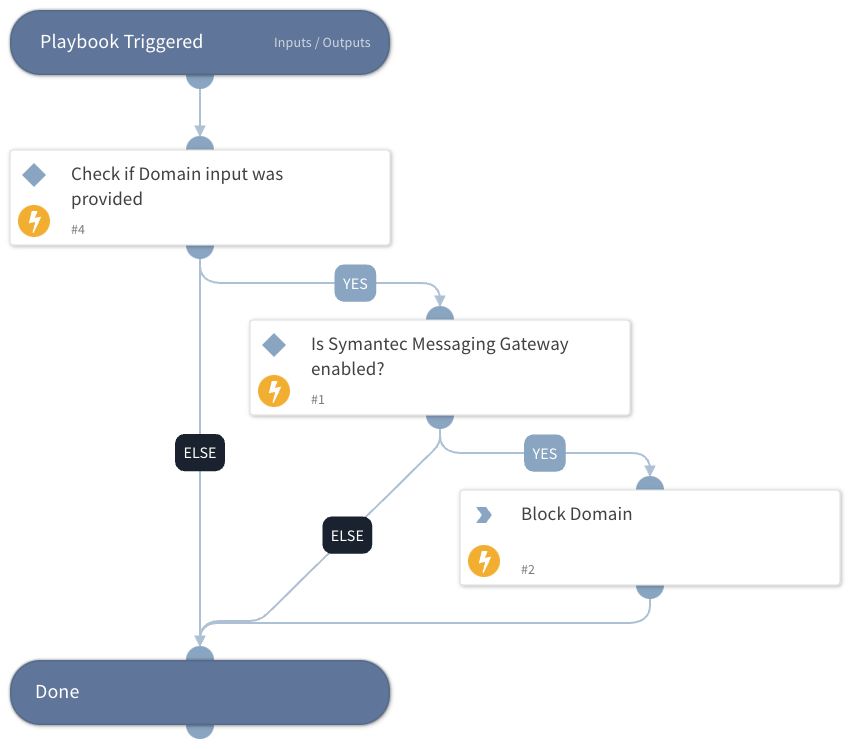 Playbook Triggered
Inputs / Outputs
Check if Domain input was
provided
#4
YES
Is Symantec Messaging Gateway
enabled?
#1
ELSE
YES
Block Domain
#2
ELSE
Done